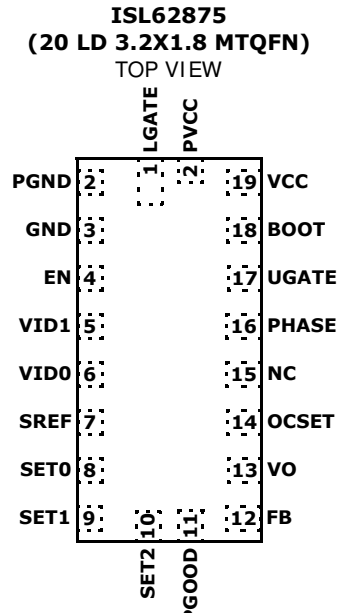 ISL62875
(20 LD 3.2X1.8 MTQFN)
TOP VIEW
LGATE 1
PVCC 2
PGND 2
GND 3
EN 4
VID1 5
VID0 6
SREF 7
SET0 8
SET1 9
SET2 10
PGOOD 11
12 FB
13 VO
14 OCSET
15 NC
16 PHASE
17 UGATE
18 BOOT
19 VCC